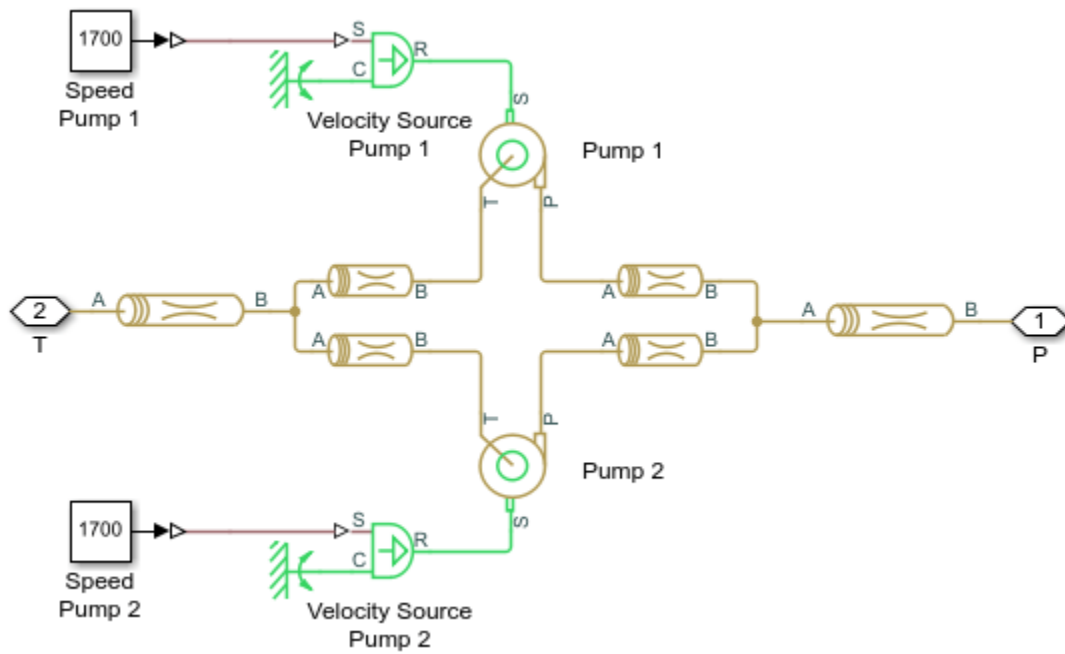 1700
Speed
Pump 1
S
C
R
Velocity Source
Pump 1
S
Pump 1
T
P
2
T
A
B
A
B
A
B
A
B
A
B
A
B
1
P
T
P
Pump 2
S
1700
Speed
Pump 2
S
C
R
Velocity Source
Pump 2